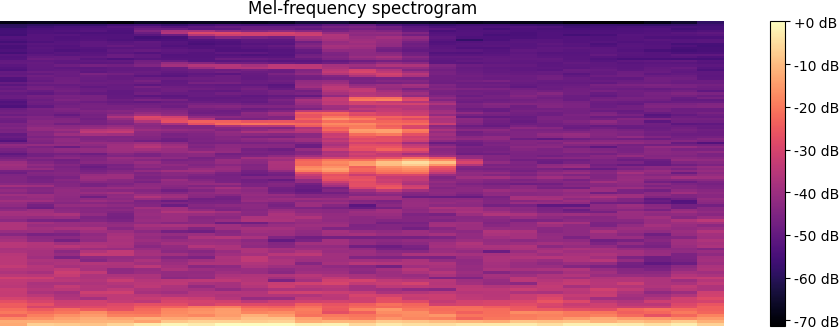 Mel-frequency spectrogram
+0 dB
-10 dB
-20 dB
-30 dB
-40 dB
-50 dB
-60 dB
-70 dB